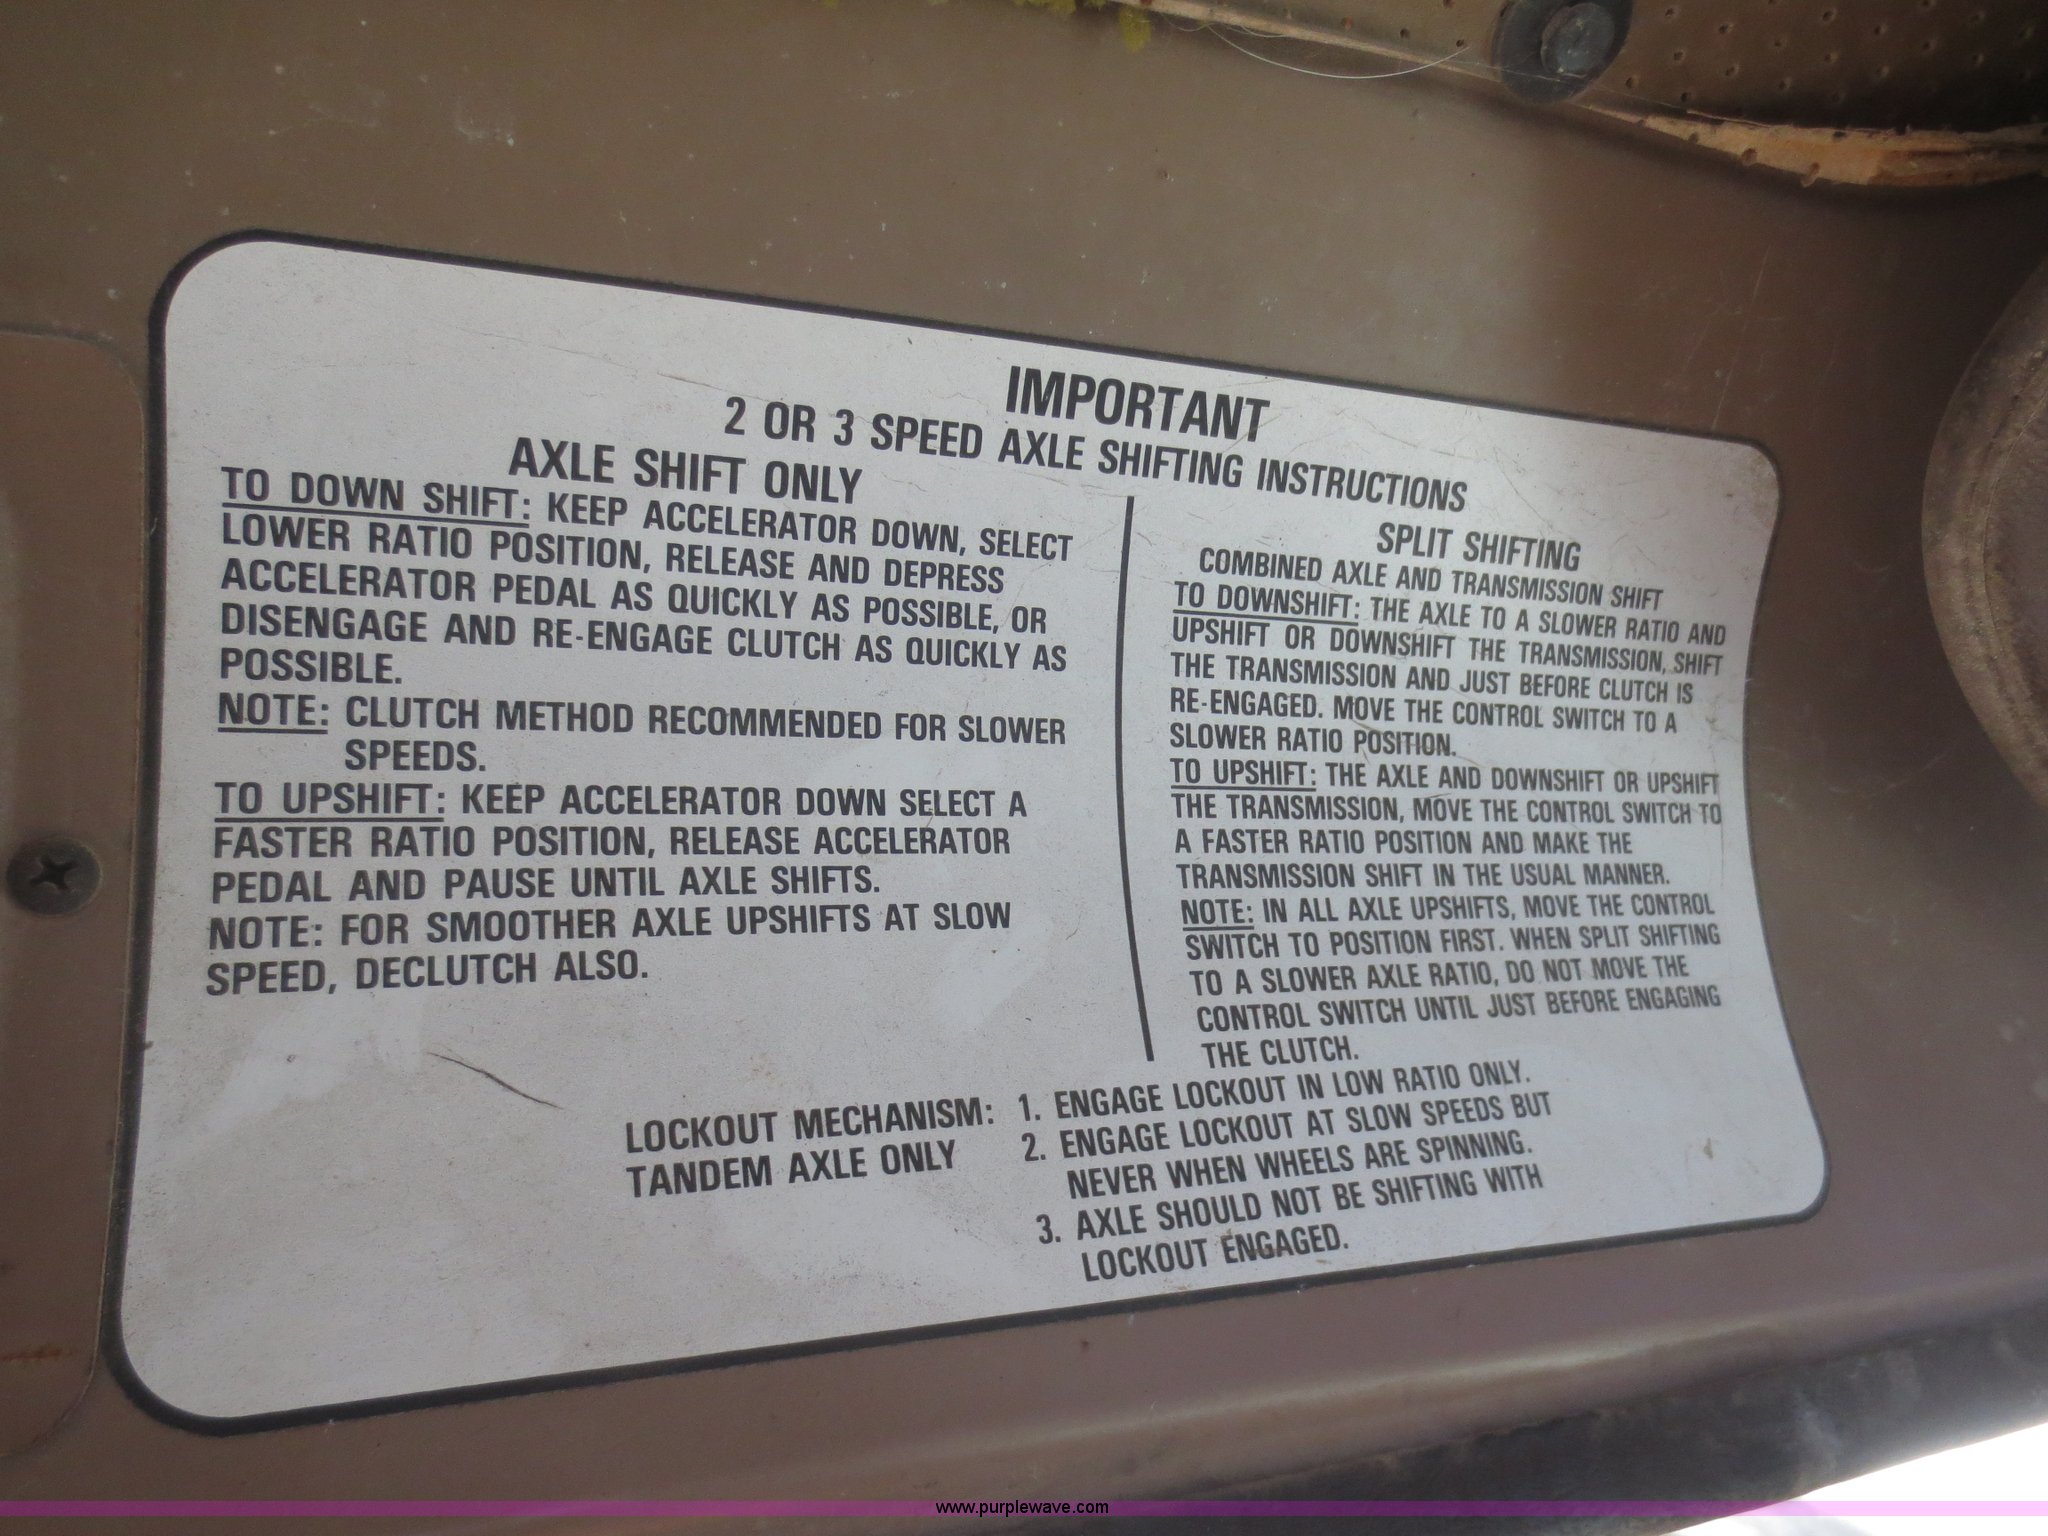 IMPORTANT
2 OR 3 SPEED AXLE SHIFTING INSTRUCTIONS
AXLE SHIFT ONLY
TO DOWN SHIFT: KEEP ACCELERATOR DOWN, SELECT
LOWER RATIO POSITION, RELEASE AND DEPRESS
ACCELERATOR PEDAL AS QUICKLY AS POSSIBLE, OR
DISENGAGE AND RE-ENGAGE CLUTCH AS QUICKLY AS
POSSIBLE.
NOTE: CLUTCH METHOD RECOMMENDED FOR SLOWER
SPEEDS.
TO UPSHIFT: KEEP ACCELERATOR DOWN SELECT A
FASTER RATIO POSITION, RELEASE ACCELERATOR
PEDAL AND PAUSE UNTIL AXLE SHIFTS.
NOTE: FOR SMOOTHER AXLE UPSHIFTS AT SLOW
SPEED, DECLUTCH ALSO.
SPLIT SHIFTING
COMBINED AXLE AND TRANSMISSION SHIFT
TO DOWNSHIFT: THE AXLE TO A SLOWER RATIO AND
UPSHIFT OR DOWNSHIFT THE TRANSMISSION, SHIFT
THE TRANSMISSION AND JUST BEFORE CLUTCH IS
RE-ENGAGED. MOVE THE CONTROL SWITCH TO A
SLOWER RATIO POSITION.
TO UPSHIFT: THE AXLE AND DOWNSHIFT OR UPSHIFT
THE TRANSMISSION, MOVE THE CONTROL SWITCH TO
A FASTER RATIO POSITION AND MAKE THE
TRANSMISSION SHIFT IN THE USUAL MANNER.
NOTE: IN ALL AXLE UPSHIFTS, MOVE THE CONTROL
SWITCH TO POSITION FIRST. WHEN SPLIT SHIFTING
TO A SLOWER AXLE RATIO, DO NOT MOVE THE
CONTROL SWITCH UNTIL JUST BEFORE ENGAGING
THE CLUTCH.
LOCKOUT MECHANISM:
TANDEM AXLE ONLY
1. ENGAGE LOCKOUT IN LOW RATIO ONLY.
2. ENGAGE LOCKOUT AT SLOW SPEEDS BUT
NEVER WHEN WHEELS ARE SPINNING.
3. AXLE SHOULD NOT BE SHIFTING WITH
LOCKOUT ENGAGED.
www.purplewave.com